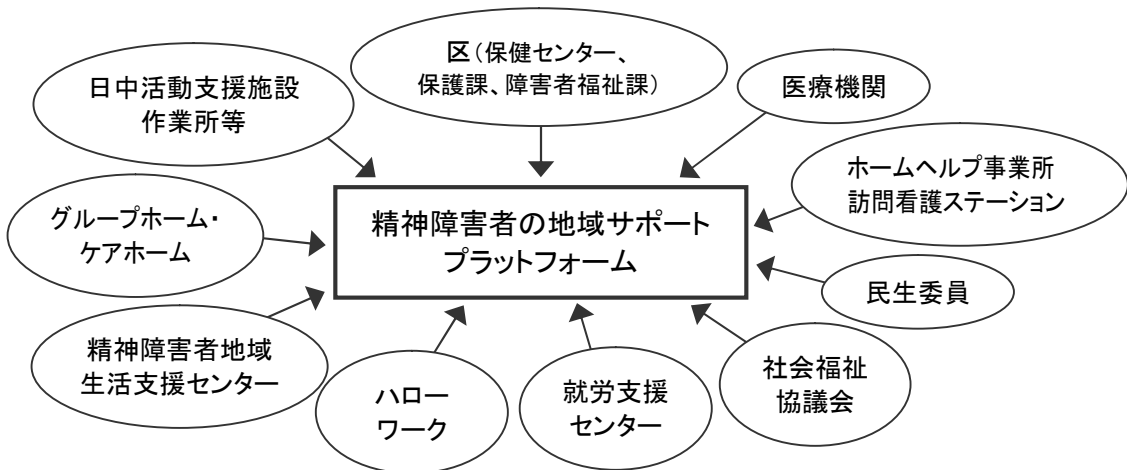 区（保健センター、
保護課、障害者福祉課）
日中活動支援施設
作業所等
医療機関
ホームヘルプ事業所
訪問看護ステーション
グループホーム・
ケアホーム
精神障害者の地域サポート
プラットフォーム
民生委員
精神障害者地域
生活支援センター
ハロー
ワーク
就労支援
センター
社会福祉
協議会